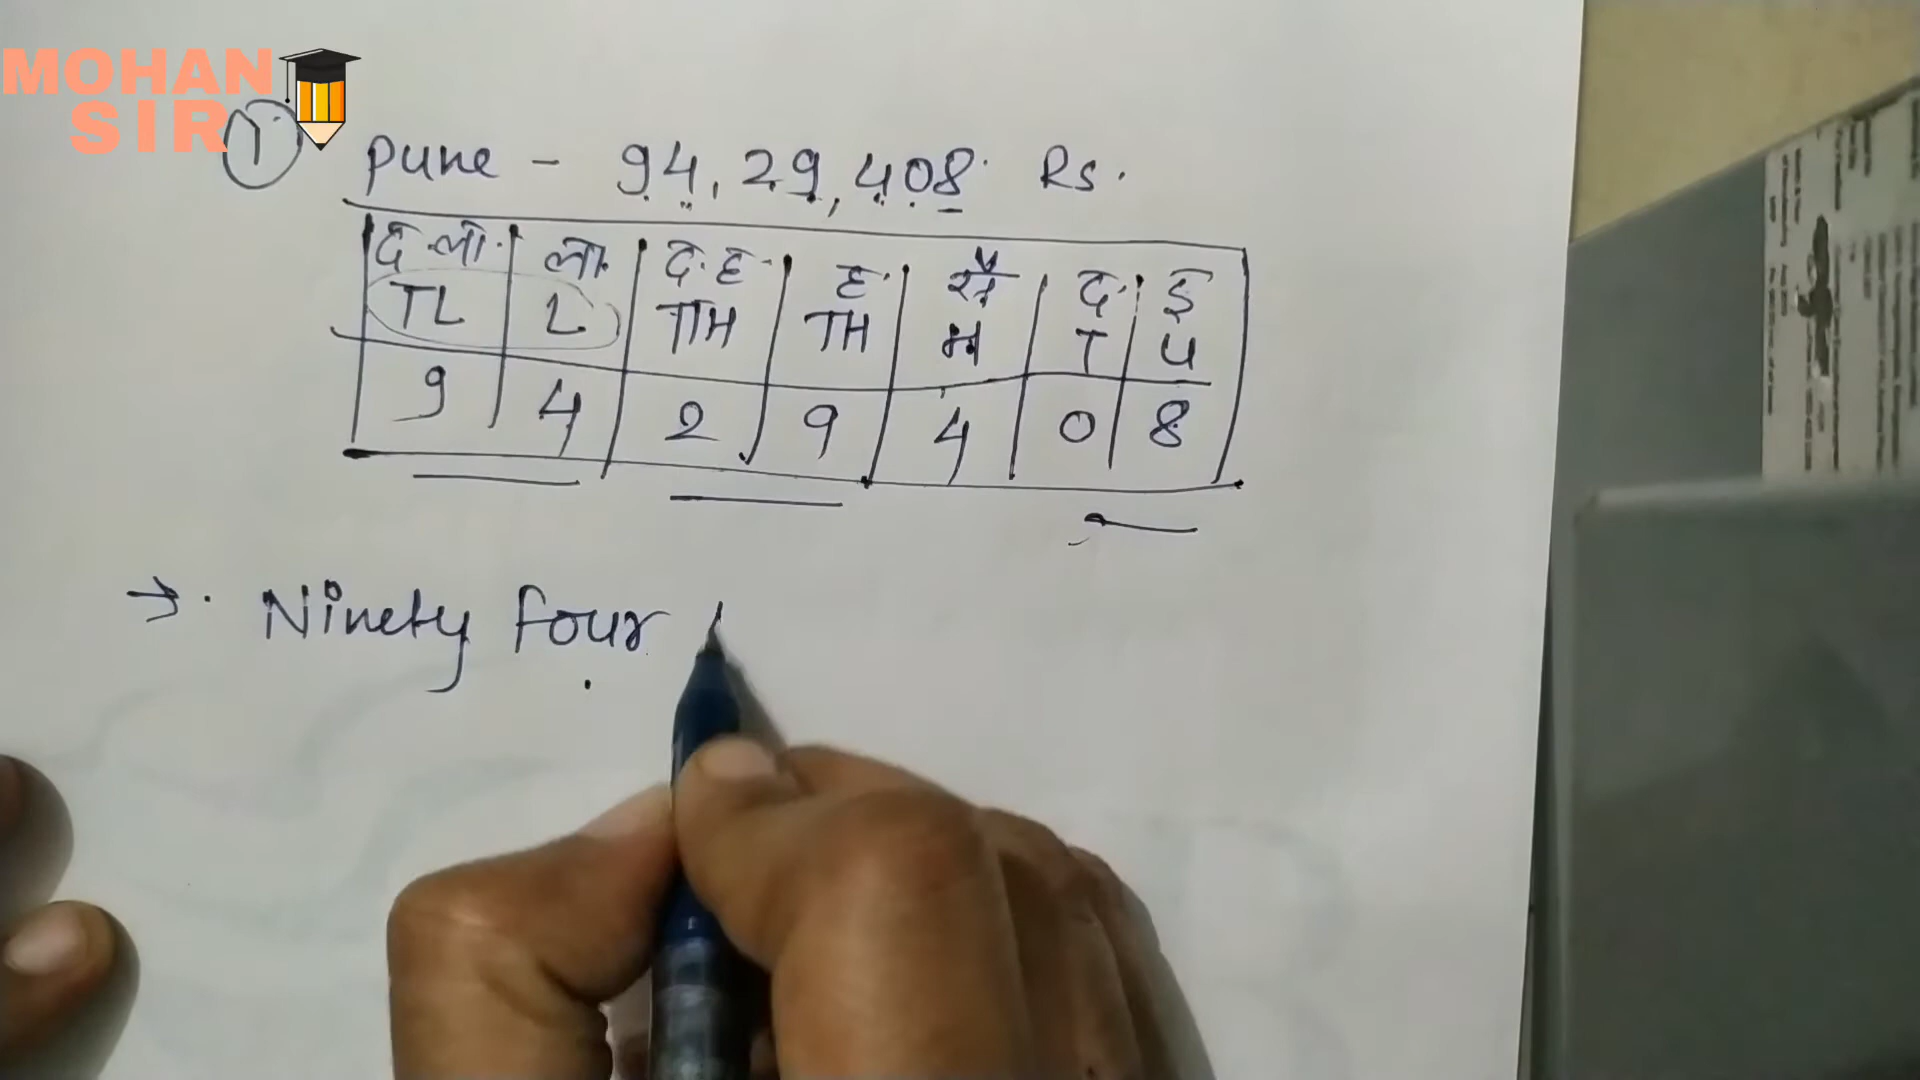 MOHAN
SIR
1 Pune - 94,29,408 Rs.
द.ला. ला. द.ह. ह. द. इ
TL L TTH TH H T U
9 4 2 9 4 0 8
→ Ninety four